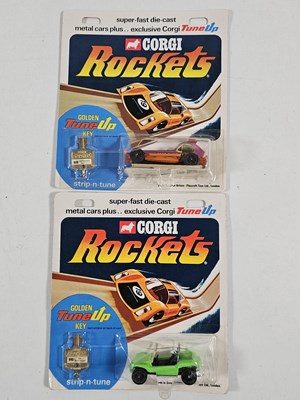 super-fast die-cast
metal cars plus.. exclusive Corgi TuneUp
CORGI
Rockets
GOLDEN
TuneUp
KEY
strip-n-tune
super-fast die-cast
metal cars plus.. exclusive Corgi TuneUp
CORGI
Rockets
GOLDEN
TuneUp
KEY
strip-n-tune